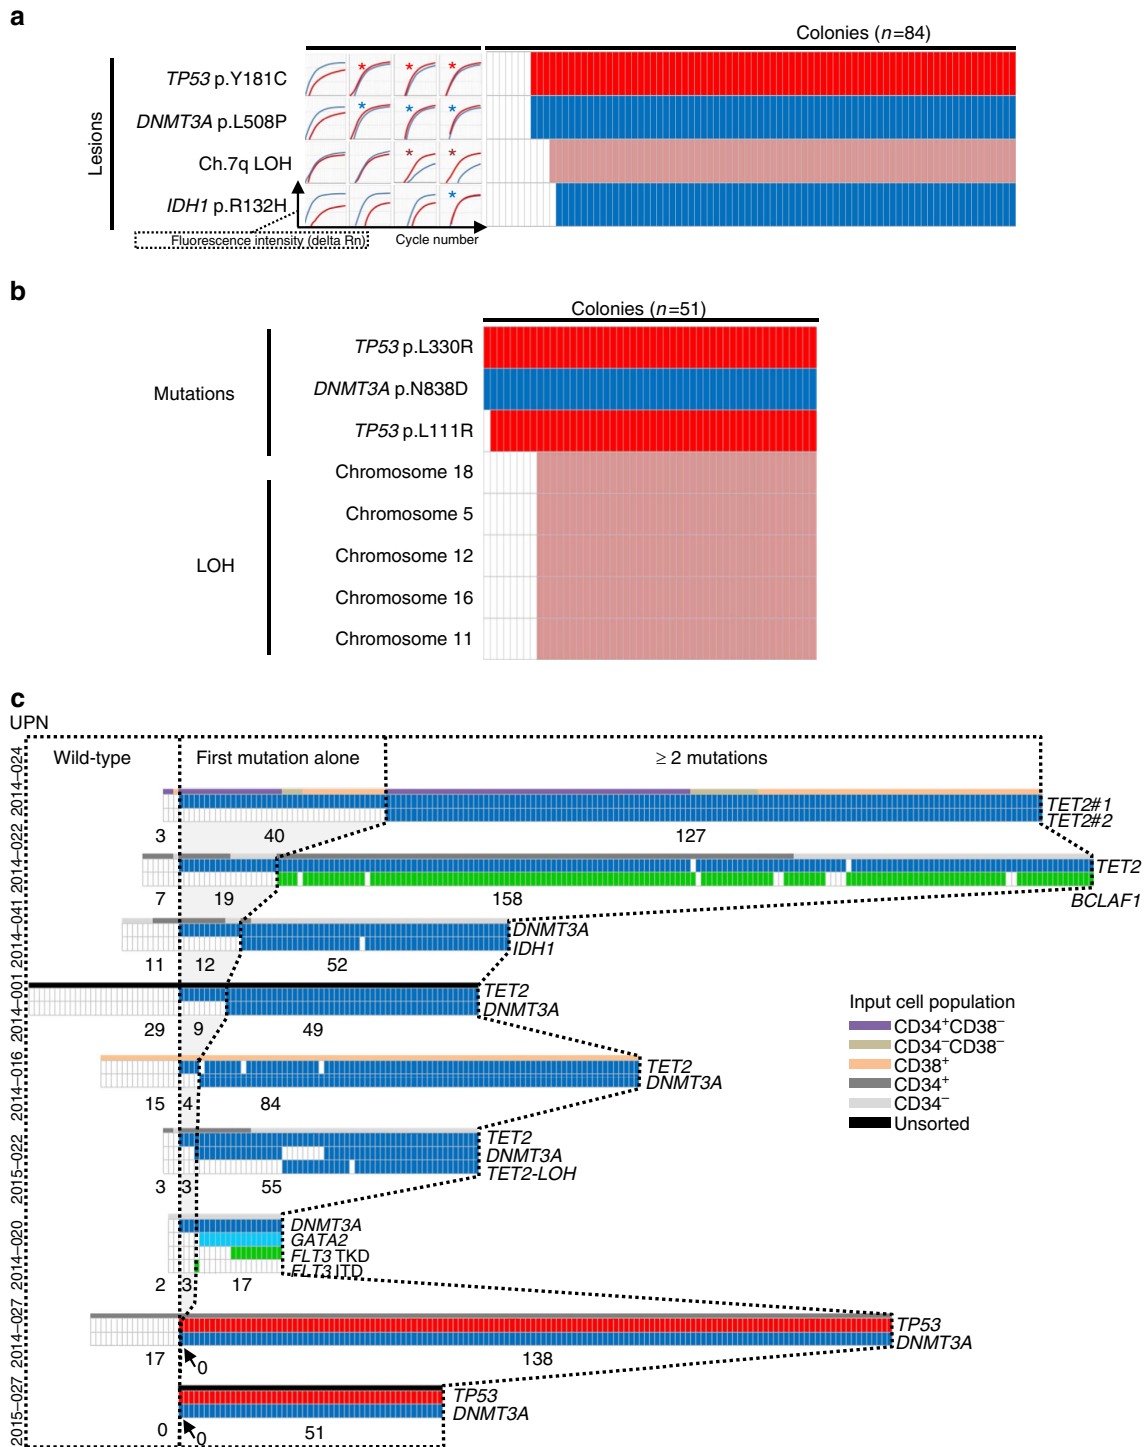 a
Colonies (n=84)
Lesions
TP53 p.Y181C
* * *
DNMT3A p.L508P
* * *
Ch.7q LOH
* *
IDH1 p.R132H
*
Fluorescence intensity (delta Rn)
Cycle number
b
Colonies (n=51)
Mutations
TP53 p.L330R
DNMT3A p.N838D
TP53 p.L111R
LOH
Chromosome 18
Chromosome 5
Chromosome 12
Chromosome 16
Chromosome 11
c
UPN
Wild-type
First mutation alone
≥ 2 mutations
2014–024
TET2#1
TET2#2
3 40 127
2014–022
TET2
BCLAF1
7 19 158
2014–041
DNMT3A
IDH1
11 12 52
2014–001
TET2
DNMT3A
29 9 49
2014–016
TET2
DNMT3A
15 4 84
2015–022
TET2
DNMT3A
TET2-LOH
3 3 55
2014–020
DNMT3A
GATA2
FLT3 TKD
FLT3 ITD
2 3 17
2014–027
TP53
DNMT3A
17 0 138
2015–027
TP53
DNMT3A
0 0 51
Input cell population
CD34⁺CD38⁻
CD34⁻CD38⁻
CD38⁺
CD34⁺
CD34⁻
Unsorted